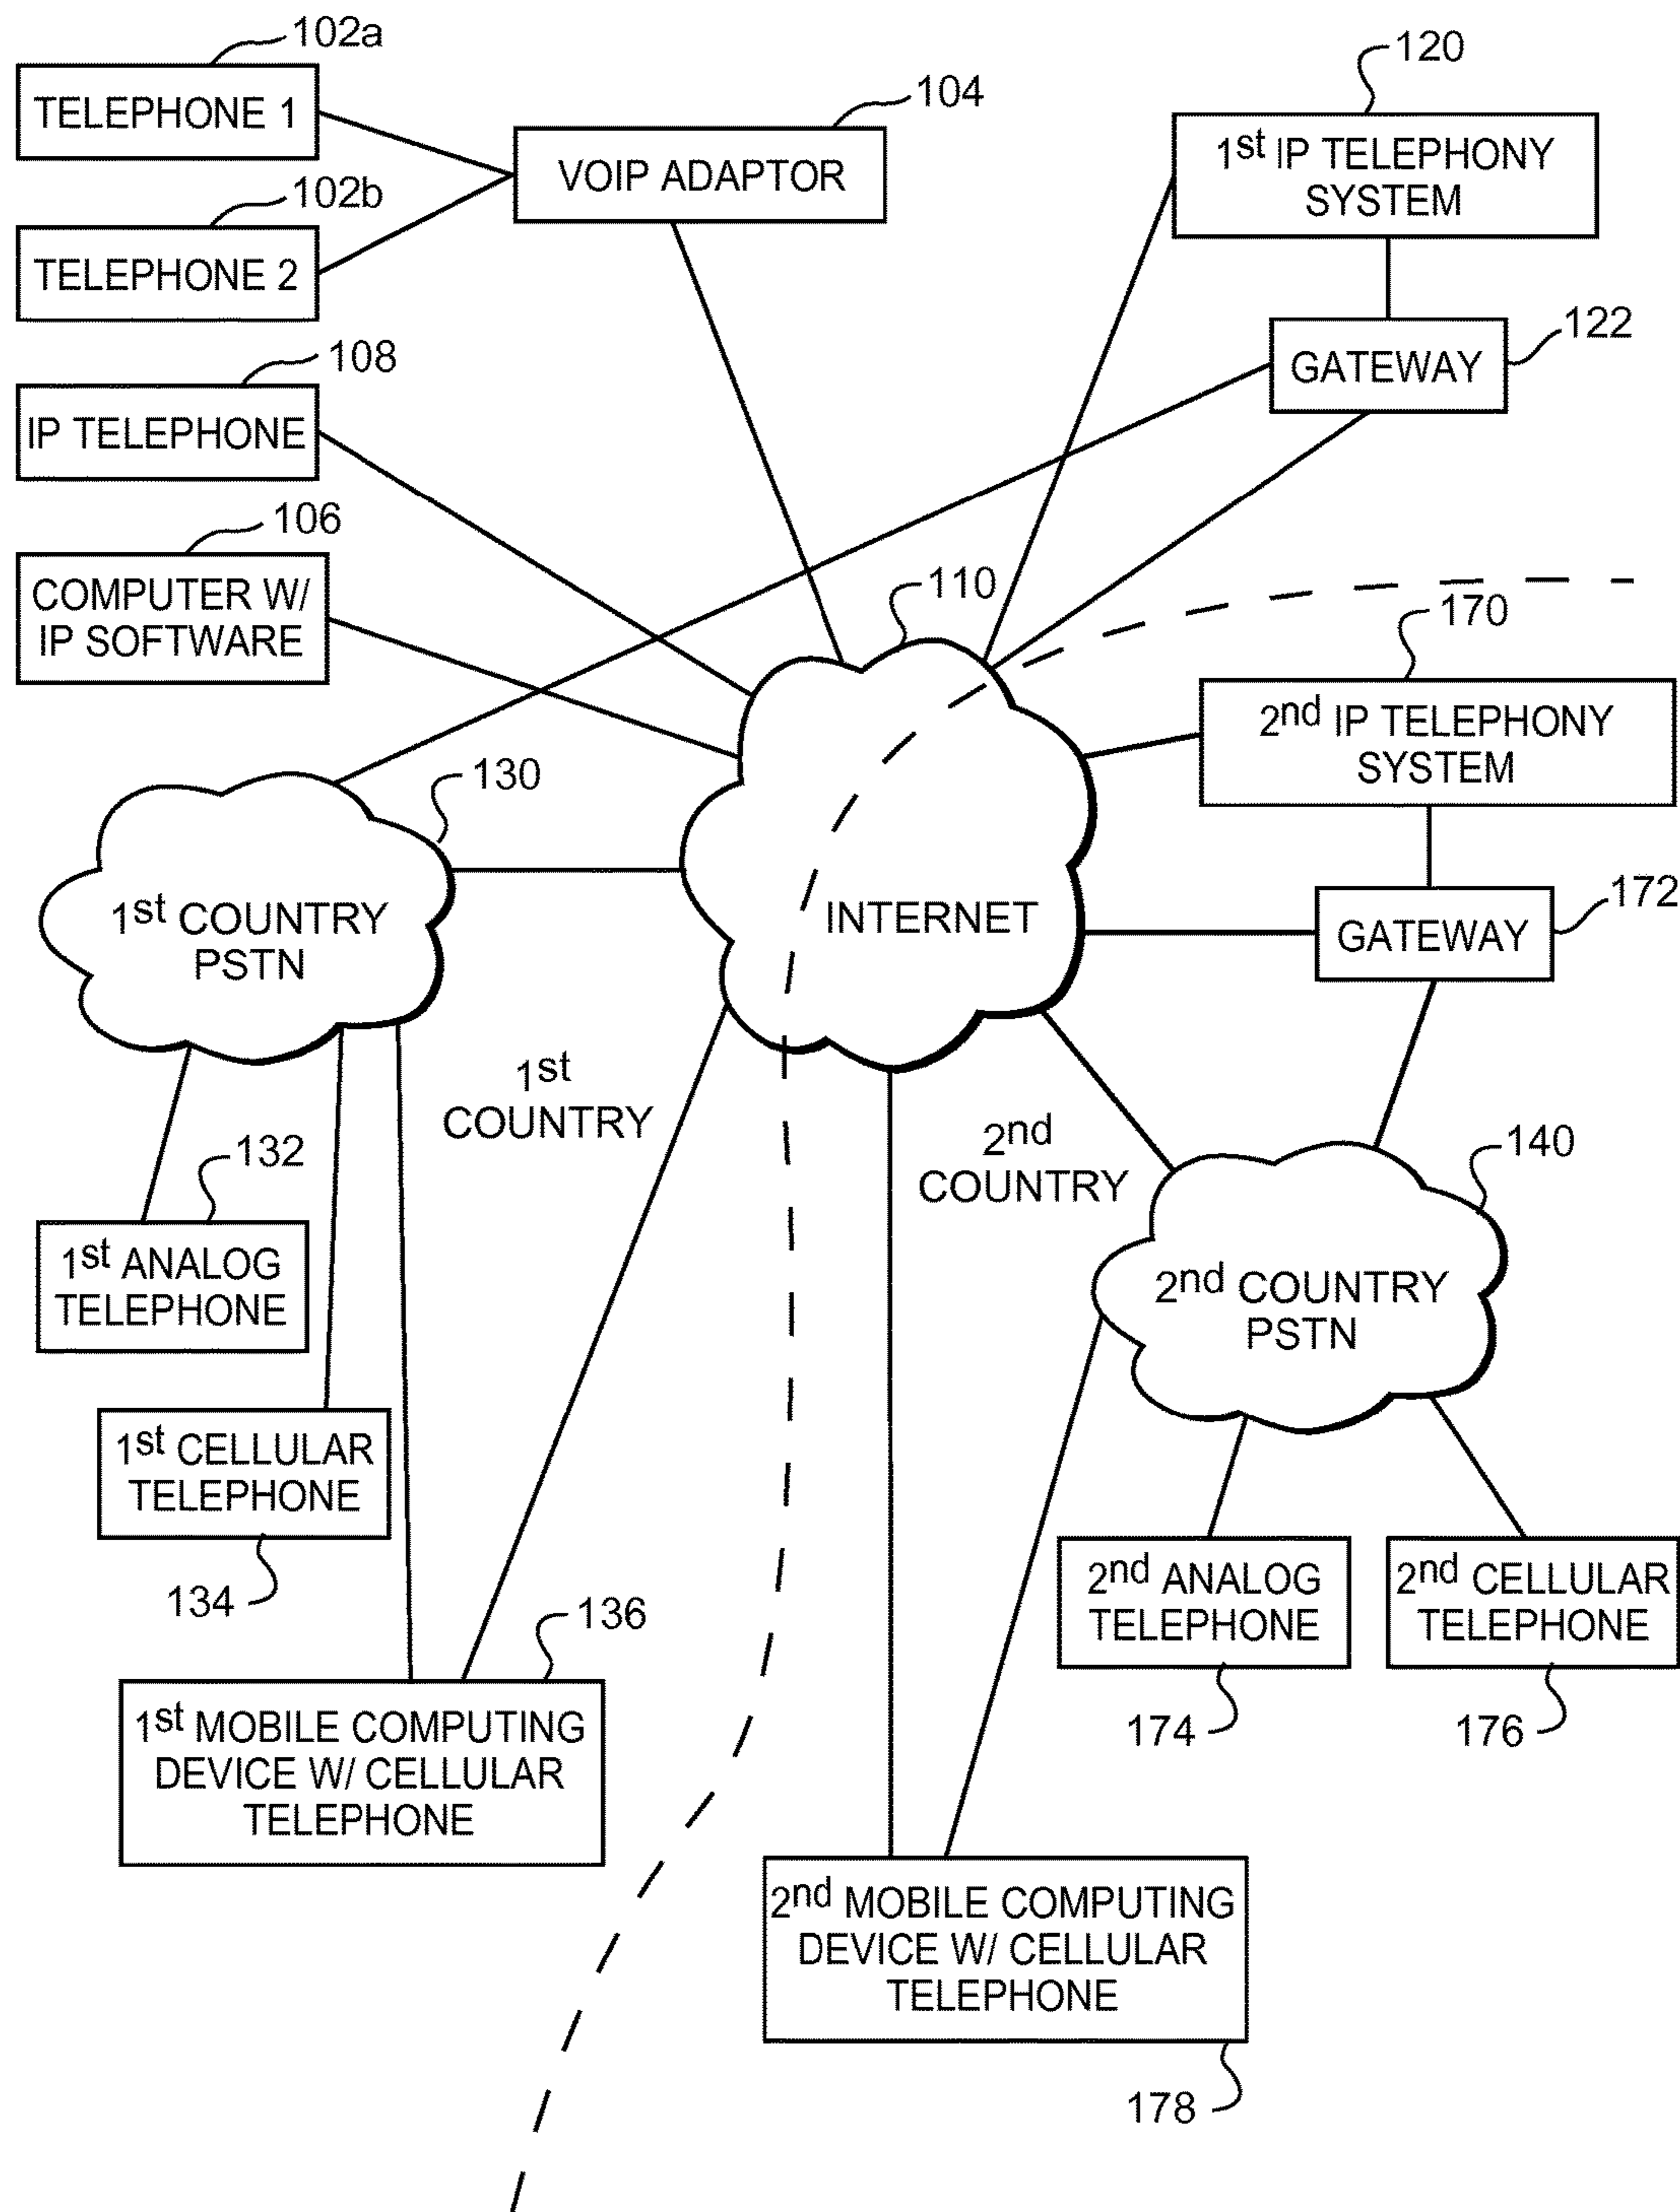 102a
TELEPHONE 1
102b
TELEPHONE 2
104
VOIP ADAPTOR
120
1st IP TELEPHONY
SYSTEM
122
GATEWAY
108
IP TELEPHONE
106
COMPUTER W/
IP SOFTWARE
110
INTERNET
170
2nd IP TELEPHONY
SYSTEM
172
GATEWAY
130
1st COUNTRY
PSTN
1st
COUNTRY
2nd
COUNTRY
140
2nd COUNTRY
PSTN
132
1st ANALOG
TELEPHONE
1st CELLULAR
TELEPHONE
134
136
1st MOBILE COMPUTING
DEVICE W/ CELLULAR
TELEPHONE
2nd ANALOG
TELEPHONE
174
2nd CELLULAR
TELEPHONE
176
2nd MOBILE COMPUTING
DEVICE W/ CELLULAR
TELEPHONE
178